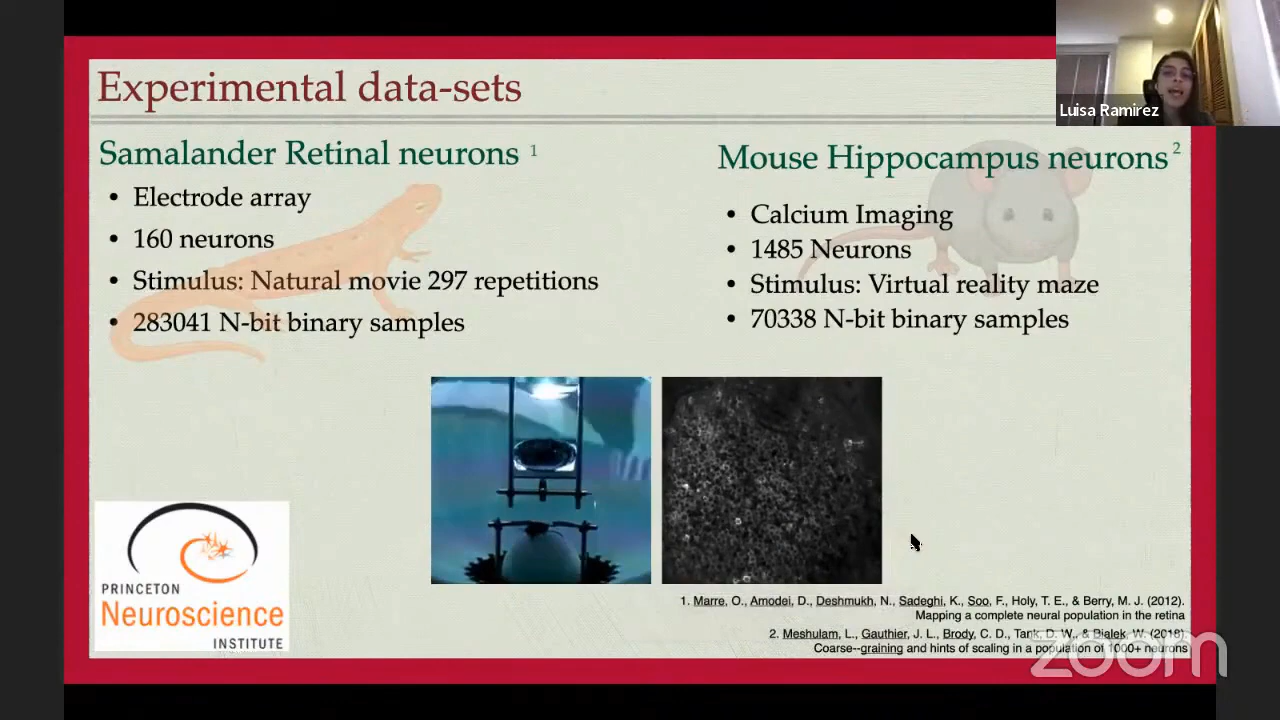 Experimental data-sets
Luisa Ramirez
Samalander Retinal neurons 1
• Electrode array
• 160 neurons
• Stimulus: Natural movie 297 repetitions
• 283041 N-bit binary samples
Mouse Hippocampus neurons 2
• Calcium Imaging
• 1485 Neurons
• Stimulus: Virtual reality maze
• 70338 N-bit binary samples
PRINCETON
Neuroscience
INSTITUTE
1. Marre, O., Amodei, D., Deshmukh, N., Sadeghi, K., Soo, F., Holy, T. E., & Berry, M. J. (2012).
Mapping a complete neural population in the retina
2. Meshulam, L., Gauthier, J. L., Brody, C. D., Tank, D. W., & Bialek, W. (2018).
Coarse--graining and hints of scaling in a population of 1000+ neurons
zoom